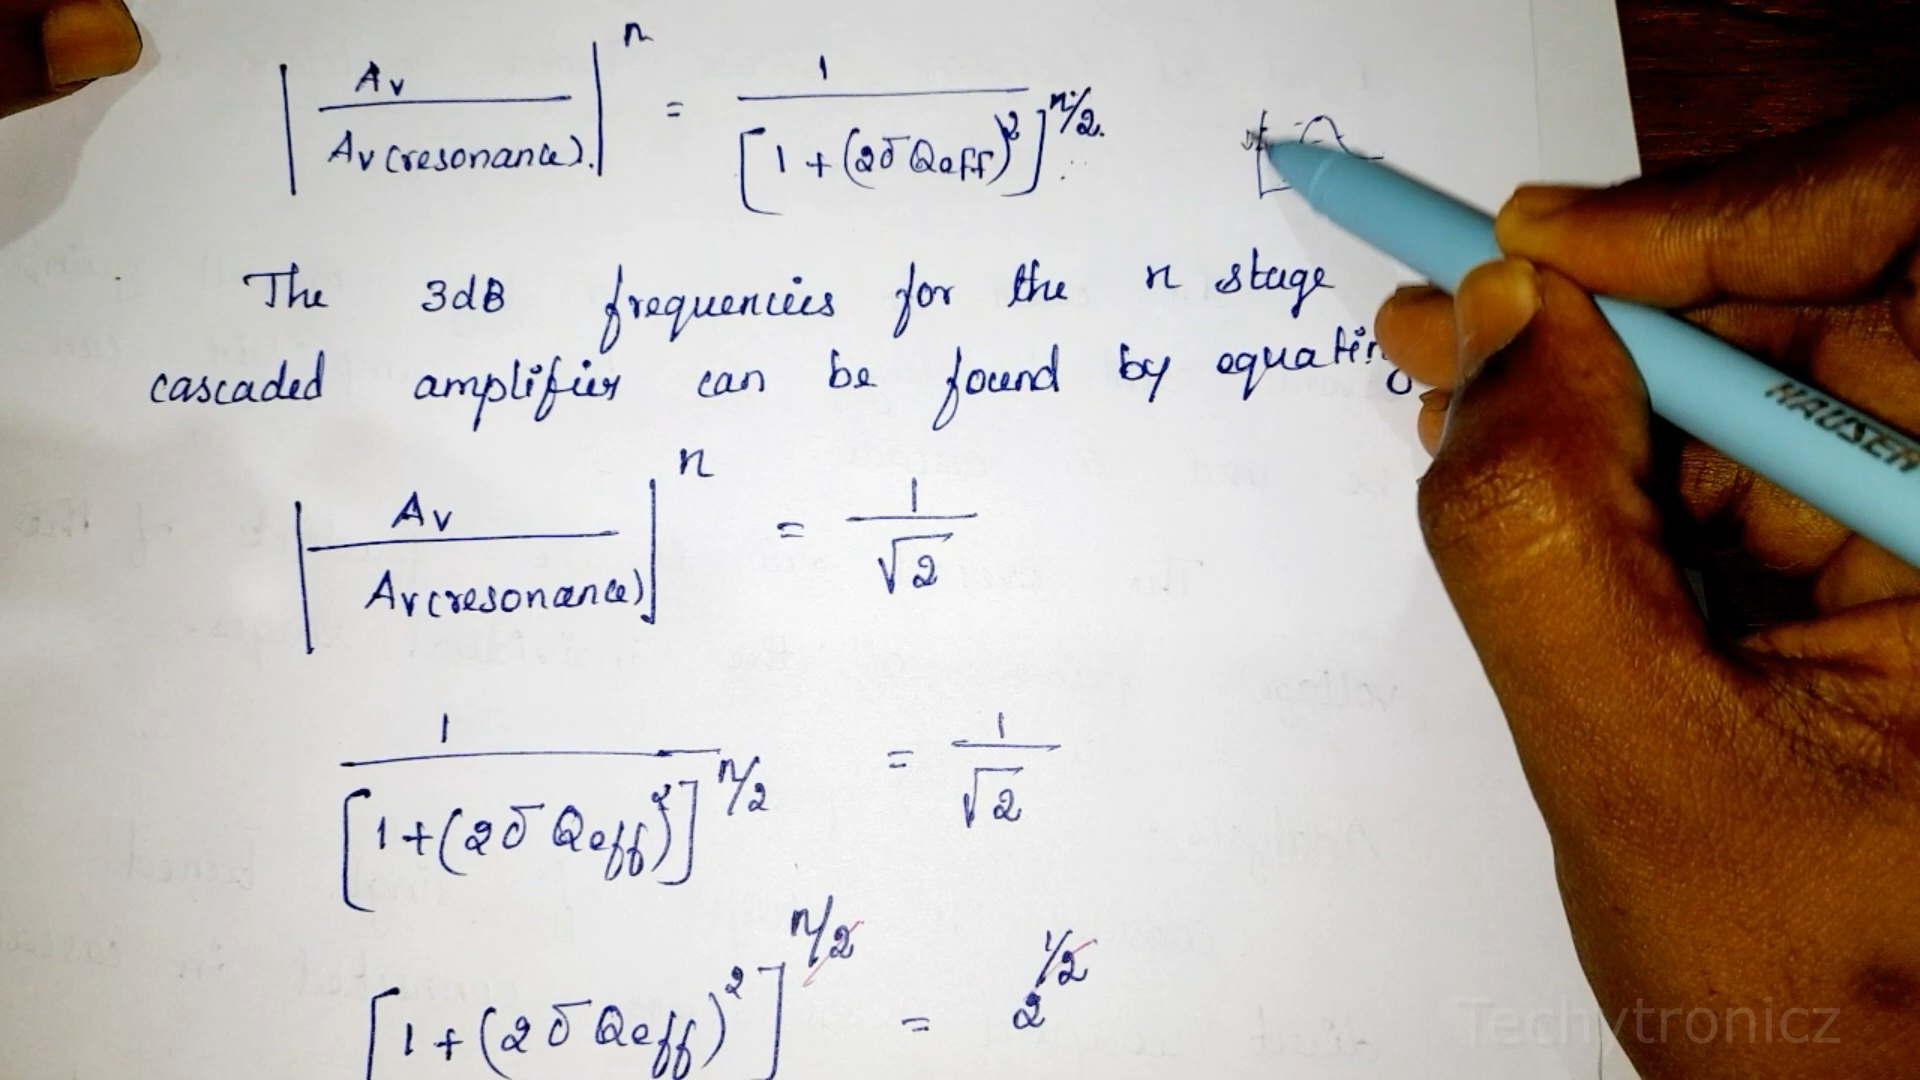 |Av / Av(resonance).|^n = 1 / [1 + (2δ Qeff)^2]^n/2.
The 3dB frequencies for the n stage
cascaded amplifier can be found by equating
|Av / Av(resonance)|^n = 1 / √2
1 / [1 + (2δ Qeff)^2]^n/2 = 1 / √2
[1 + (2δ Qeff)^2]^n/2 = 2^1/2
HAUSER
Techytronicz